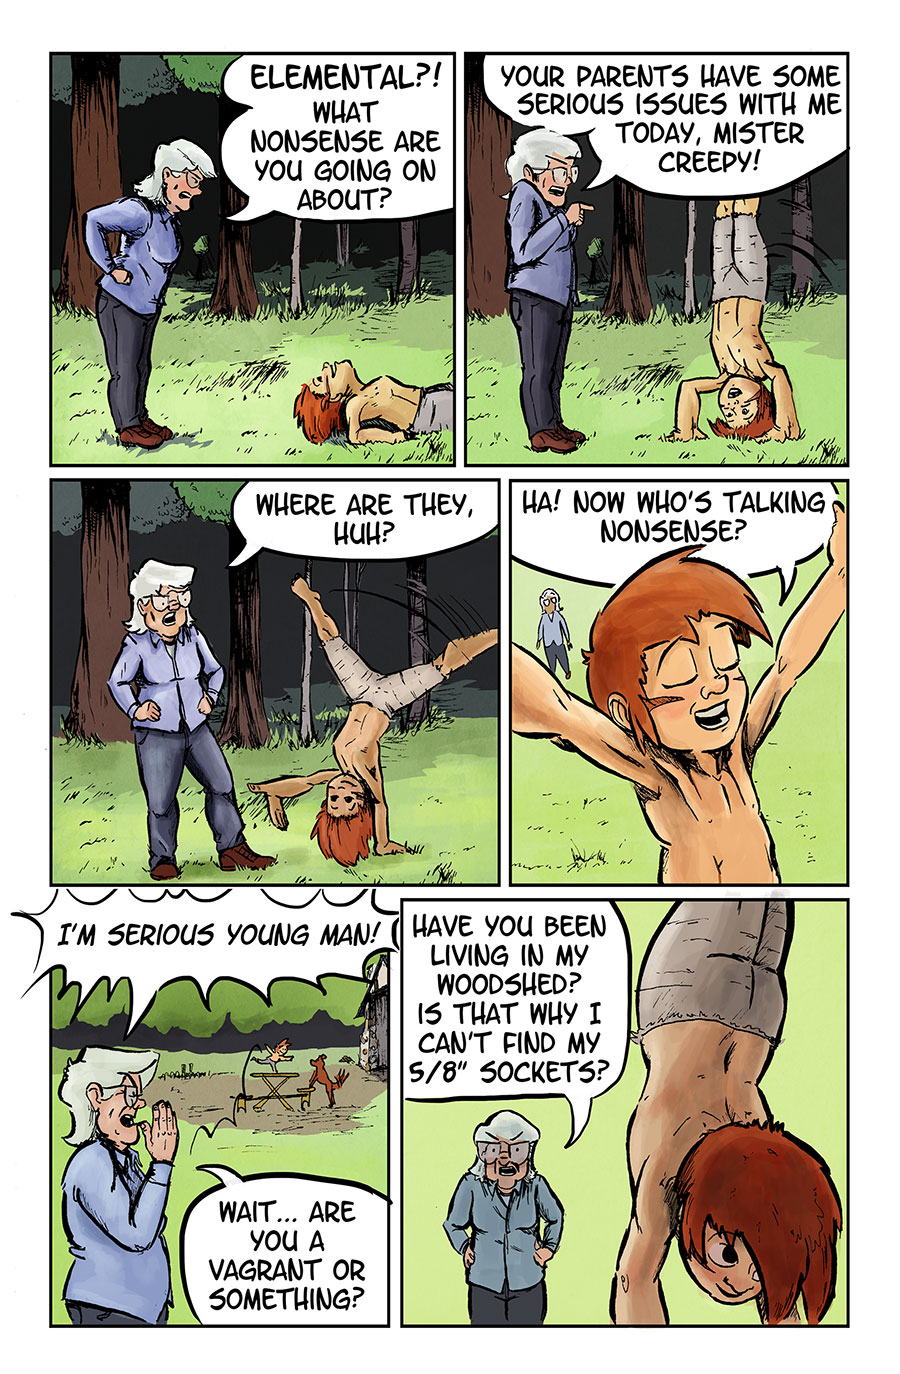 ELEMENTAL?!
WHAT
NONSENSE ARE
YOU GOING ON
ABOUT?
YOUR PARENTS HAVE SOME
SERIOUS ISSUES WITH ME
TODAY, MISTER
CREEPY!
WHERE ARE THEY,
HUH?
HA! NOW WHO'S TALKING
NONSENSE?
I'M SERIOUS YOUNG MAN!
WAIT... ARE
YOU A
VAGRANT OR
SOMETHING?
HAVE YOU BEEN
LIVING IN MY
WOODSHED?
IS THAT WHY I
CAN'T FIND MY
5/8" SOCKETS?